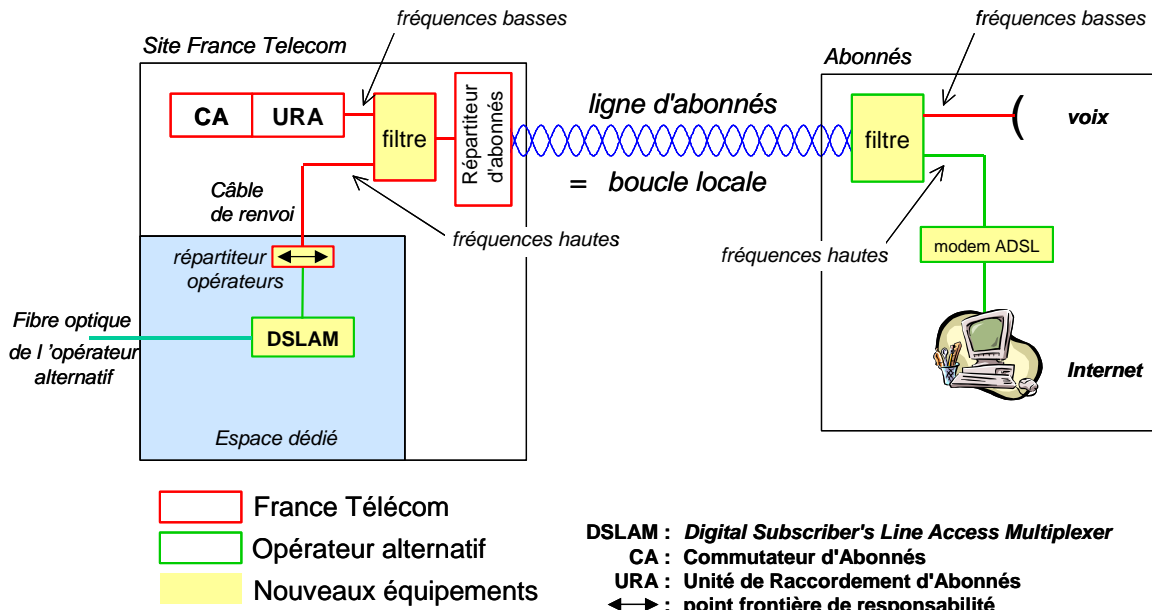 fréquences basses
fréquences basses
Site France Telecom
Abonnés
CA
URA
filtre
Répartiteur
d'abonnés
ligne d'abonnés
= boucle locale
filtre
voix
Câble
de renvoi
fréquences hautes
fréquences hautes
modem ADSL
répartiteur
opérateurs
Fibre optique
de l 'opérateur
alternatif
DSLAM
Internet
Espace dédié
France Télécom
Opérateur alternatif
Nouveaux équipements
DSLAM : Digital Subscriber's Line Access Multiplexer
CA : Commutateur d'Abonnés
URA : Unité de Raccordement d'Abonnés
: point frontière de responsabilité